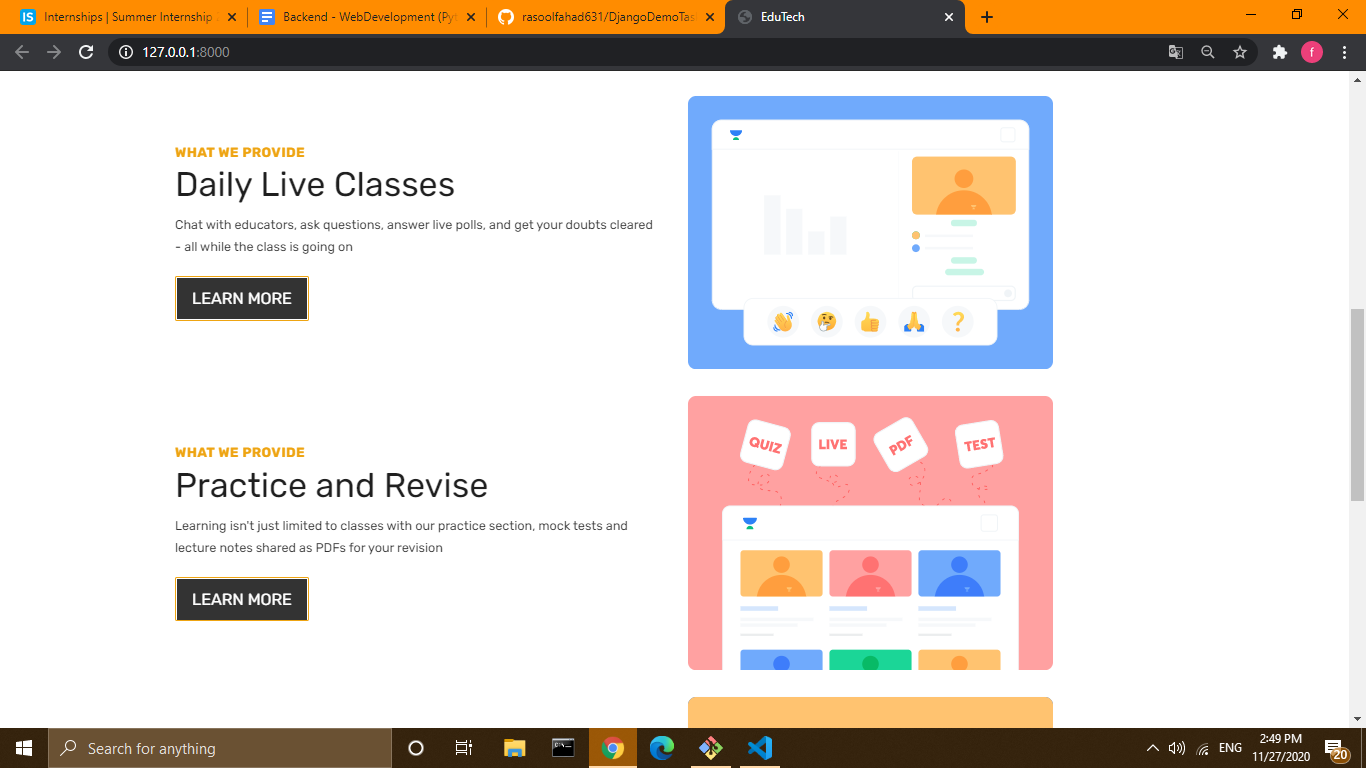 Internships | Summer Internship
Backend - WebDevelopment (Pyt
rasoolfahad631/DjangoDemoTas
EduTech
127.0.0.1:8000
f
WHAT WE PROVIDE
Daily Live Classes
Chat with educators, ask questions, answer live polls, and get your doubts cleared
- all while the class is going on
LEARN MORE
QUIZ
LIVE
PDF
TEST
WHAT WE PROVIDE
Practice and Revise
Learning isn't just limited to classes with our practice section, mock tests and
lecture notes shared as PDFs for your revision
LEARN MORE
Search for anything
ENG
2:49 PM
11/27/2020
20